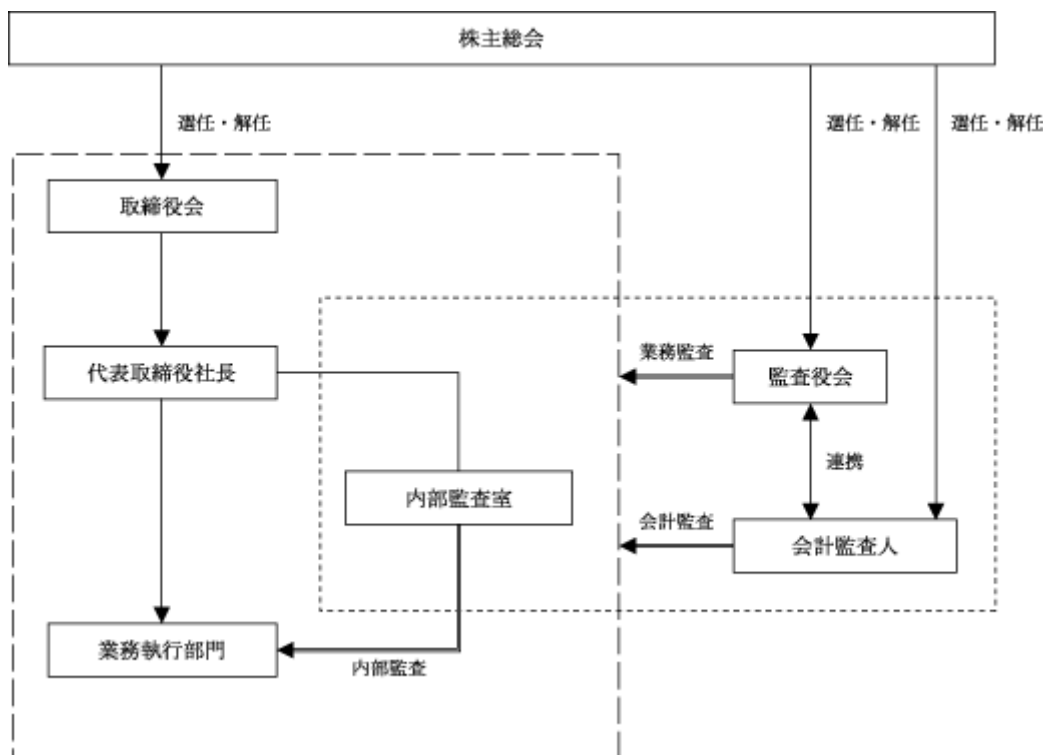 株主総会
選任・解任
選任・解任
選任・解任
取締役会
代表取締役社長
業務監査
監査役会
連携
内部監査室
会計監査
会計監査人
業務執行部門
内部監査